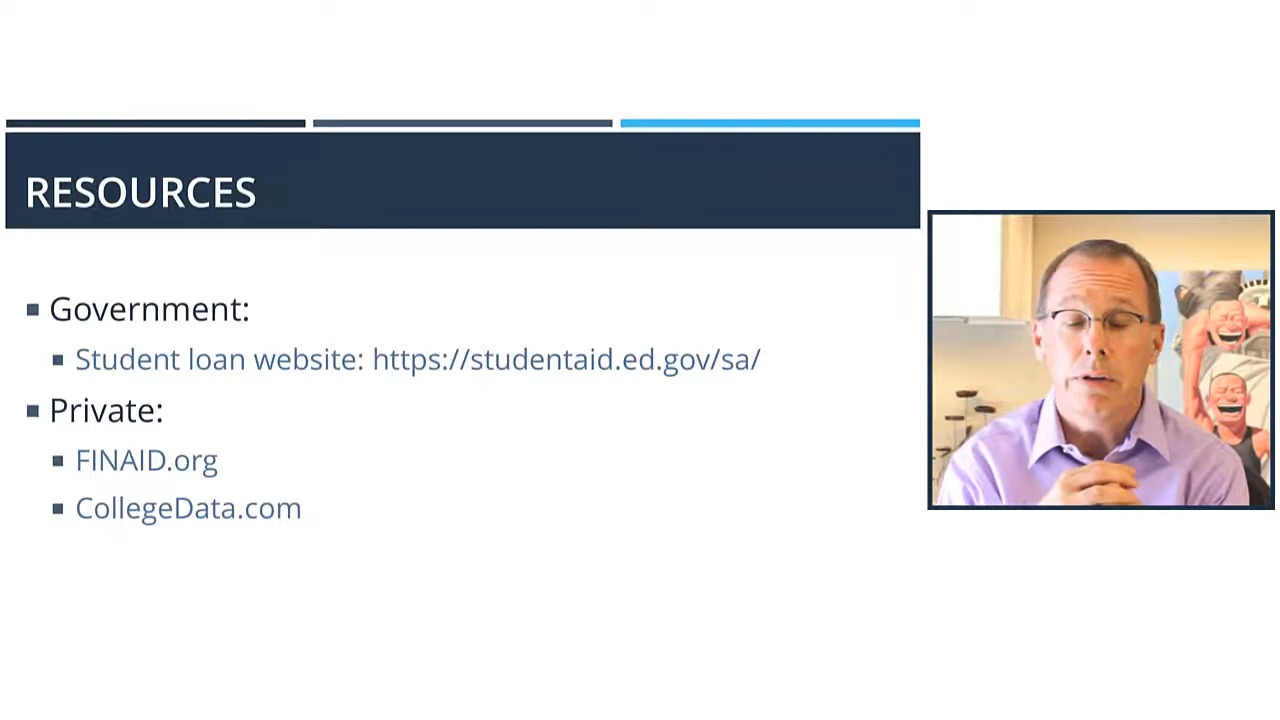 RESOURCES
Government:
Student loan website: https://studentaid.ed.gov/sa/
Private:
FINAID.org
CollegeData.com